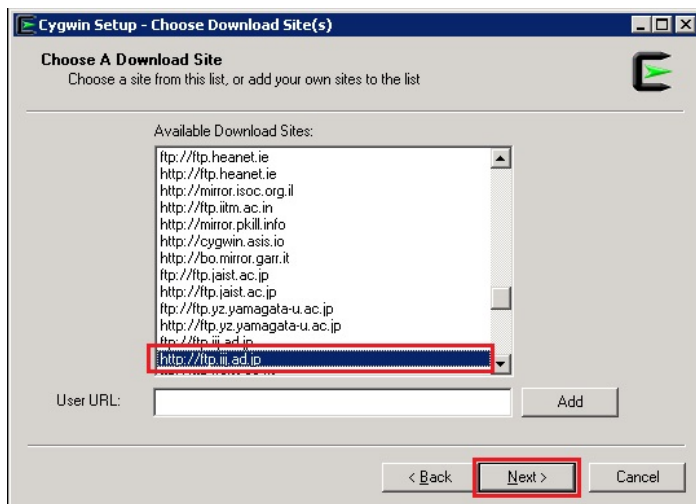 Cygwin Setup - Choose Download Site(s)
Choose A Download Site
Choose a site from this list, or add your own sites to the list
Available Download Sites:
ftp://ftp.heanet.ie
http://ftp.heanet.ie
http://mirror.isoc.org.il
http://ftp.iitm.ac.in
http://mirror.pkill.info
http://cygwin.asis.io
http://bo.mirror.garr.it
ftp://ftp.jaist.ac.jp
http://ftp.jaist.ac.jp
ftp://ftp.yz.yamagata-u.ac.jp
http://ftp.yz.yamagata-u.ac.jp
ftp://ftp.iij.ad.jp
http://ftp.iij.ad.jp
User URL:
Add
< Back
Next >
Cancel